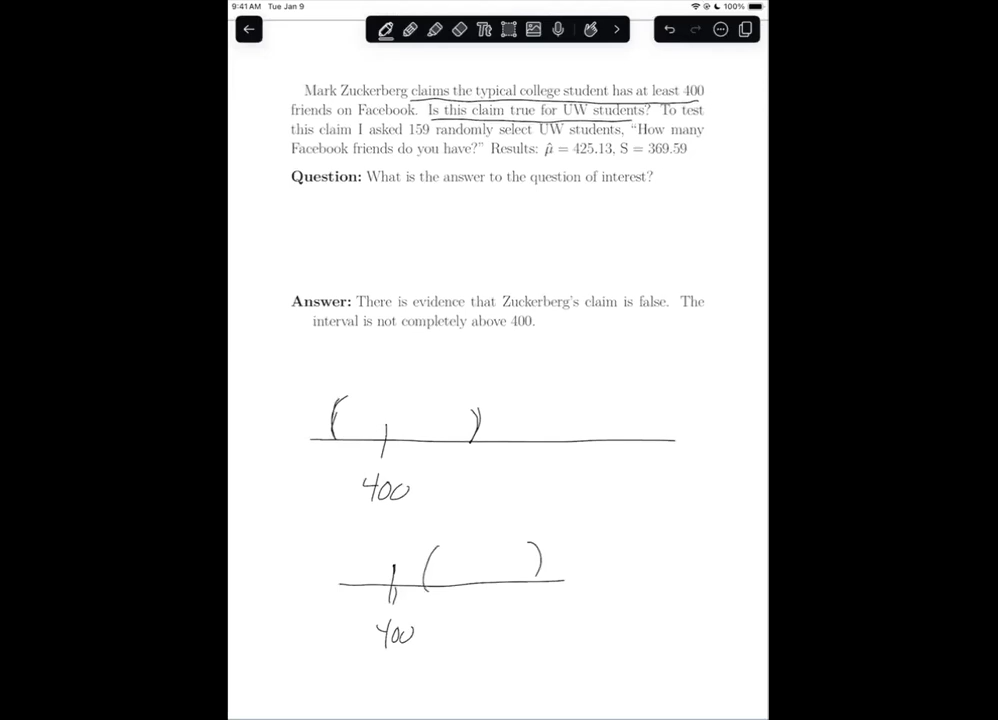 9:41 AM Tue Jan 9
100%
Tt
Mark Zuckerberg claims the typical college student has at least 400
friends on Facebook. Is this claim true for UW students? To test
this claim I asked 159 randomly select UW students, “How many
Facebook friends do you have?” Results: μ̂ = 425.13, S = 369.59
Question: What is the answer to the question of interest?
Answer: There is evidence that Zuckerberg’s claim is false. The
interval is not completely above 400.
( )
400
( )
400